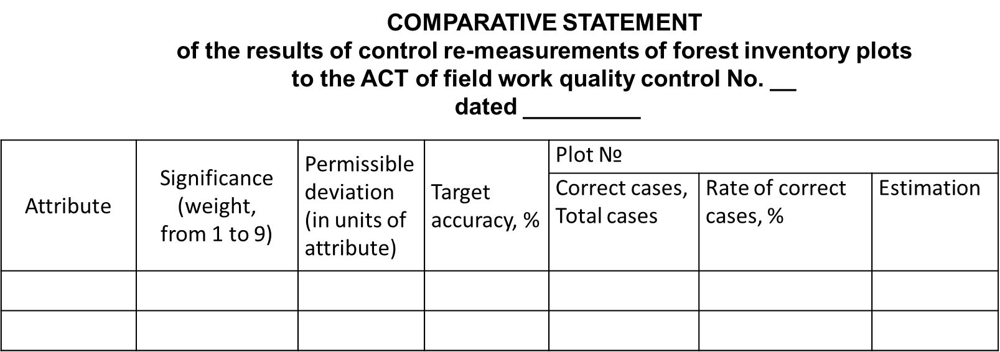 COMPARATIVE STATEMENT
of the results of control re-measurements of forest inventory plots
to the ACT of field work quality control No. __
dated _________
Attribute
Significance
(weight,
from 1 to 9)
Permissible
deviation
(in units of
attribute)
Target
accuracy, %
Plot №
Correct cases,
Total cases
Rate of correct
cases, %
Estimation